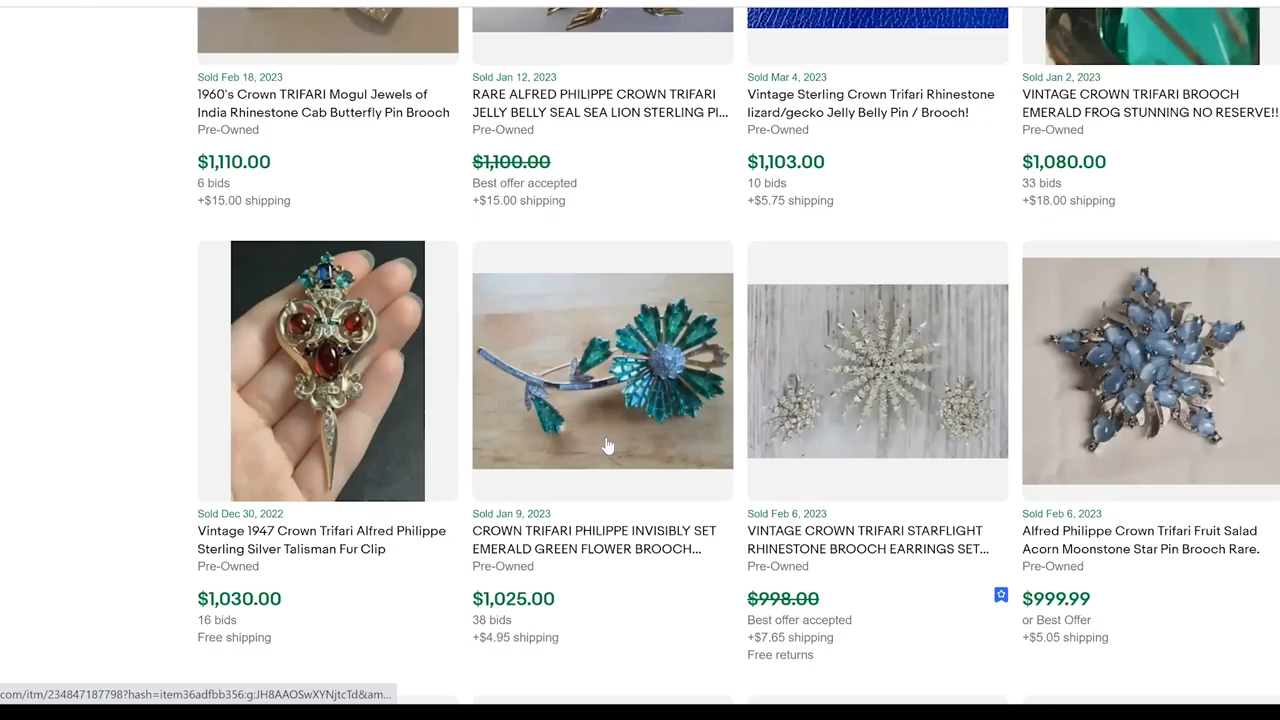 Sold Feb 18, 2023
1960's Crown TRIFARI Mogul Jewels of
India Rhinestone Cab Butterfly Pin Brooch
Pre-Owned
$1,110.00
6 bids
+$15.00 shipping
Sold Jan 12, 2023
RARE ALFRED PHILIPPE CROWN TRIFARI
JELLY BELLY SEAL SEA LION STERLING PI...
Pre-Owned
$1,100.00
Best offer accepted
+$15.00 shipping
Sold Mar 4, 2023
Vintage Sterling Crown Trifari Rhinestone
lizard/gecko Jelly Belly Pin / Brooch!
Pre-Owned
$1,103.00
10 bids
+$5.75 shipping
Sold Jan 2, 2023
VINTAGE CROWN TRIFARI BROOCH
EMERALD FROG STUNNING NO RESERVE!!
Pre-Owned
$1,080.00
33 bids
+$18.00 shipping
Sold Dec 30, 2022
Vintage 1947 Crown Trifari Alfred Philippe
Sterling Silver Talisman Fur Clip
Pre-Owned
$1,030.00
16 bids
Free shipping
Sold Jan 9, 2023
CROWN TRIFARI PHILIPPE INVISIBLY SET
EMERALD GREEN FLOWER BROOCH...
Pre-Owned
$1,025.00
38 bids
+$4.95 shipping
Sold Feb 6, 2023
VINTAGE CROWN TRIFARI STARFLIGHT
RHINESTONE BROOCH EARRINGS SET...
Pre-Owned
$998.00
Best offer accepted
+$7.65 shipping
Free returns
Sold Feb 6, 2023
Alfred Philippe Crown Trifari Fruit Salad
Acorn Moonstone Star Pin Brooch Rare.
Pre-Owned
$999.99
or Best Offer
+$5.05 shipping
com/itm/234847187798?hash=item36adfbb356:g:JH8AAOSwXYNjtcTd&am...